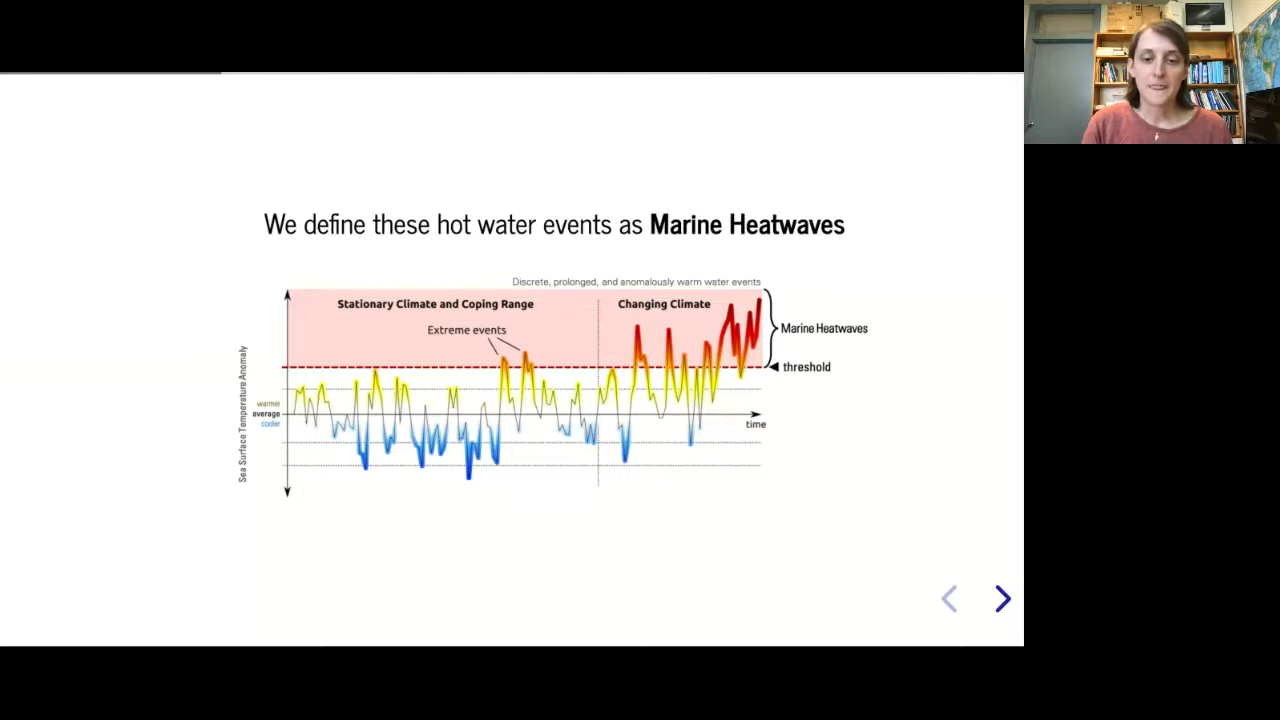 We define these hot water events as Marine Heatwaves
Discrete, prolonged, and anomalously warm water events
Stationary Climate and Coping Range
Changing Climate
Extreme events
Marine Heatwaves
threshold
Sea Surface Temperature Anomaly
warmer
average
cooler
time